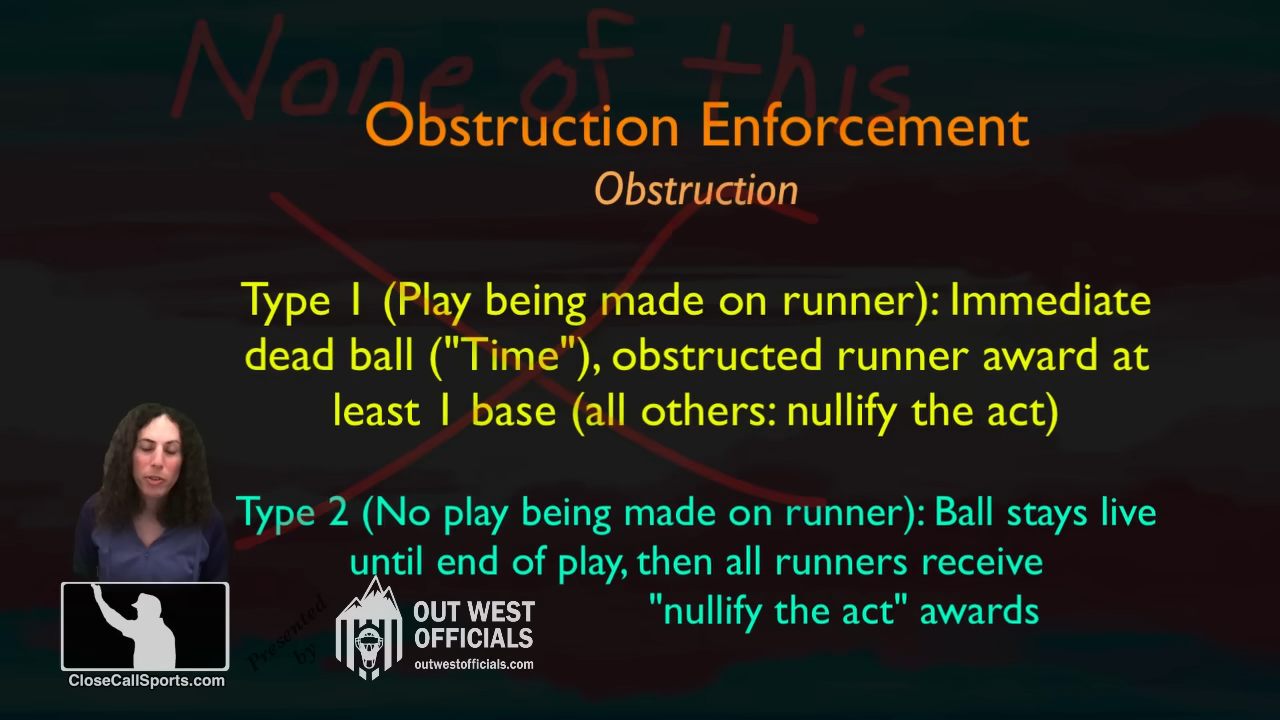 None of this
Obstruction Enforcement
Obstruction
Type 1 (Play being made on runner): Immediate
dead ball ("Time"), obstructed runner award at
least 1 base (all others: nullify the act)
Type 2 (No play being made on runner): Ball stays live
until end of play, then all runners receive
"nullify the act" awards
Presented
by
OUT WEST
OFFICIALS
outwestofficials.com
CloseCallSports.com